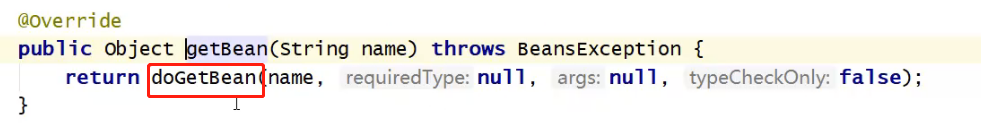 @Override
public Object getBean(String name) throws BeansException {
return doGetBean(name, requiredType: null, args: null, typeCheckOnly: false);
}